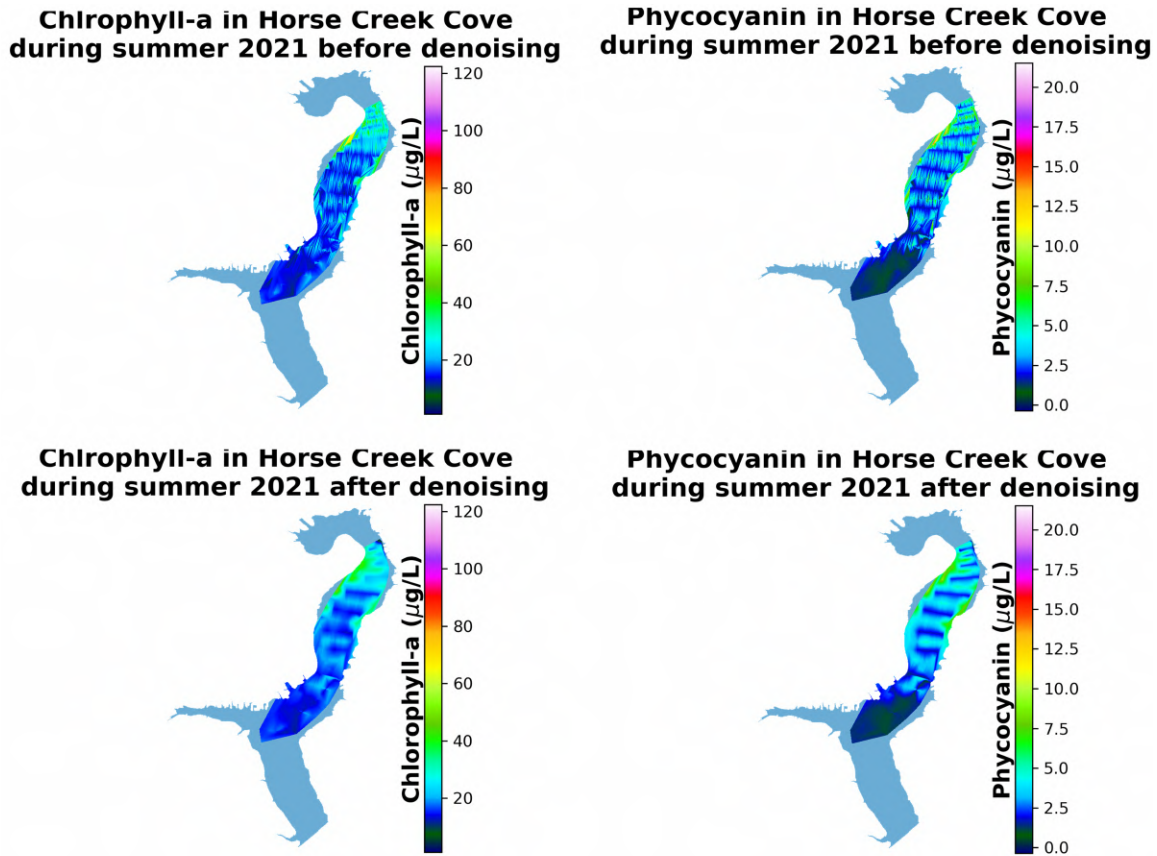 Chlorophyll-a in Horse Creek Cove
during summer 2021 before denoising
120
100
80
60
40
20
Chlorophyll-a (μg/L)
Phycocyanin in Horse Creek Cove
during summer 2021 before denoising
20.0
17.5
15.0
12.5
10.0
7.5
5.0
2.5
0.0
Phycocyanin (μg/L)
Chlrophyll-a in Horse Creek Cove
during summer 2021 after denoising
120
100
80
60
40
20
Chlorophyll-a (μg/L)
Phycocyanin in Horse Creek Cove
during summer 2021 after denoising
20.0
17.5
15.0
12.5
10.0
7.5
5.0
2.5
0.0
Phycocyanin (μg/L)